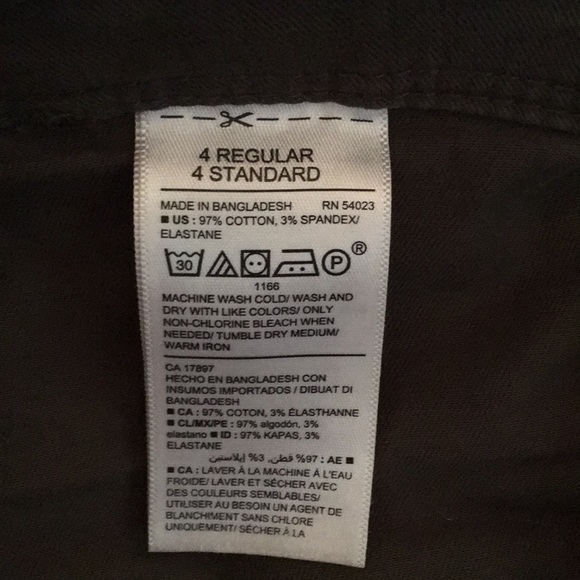 4 REGULAR
4 STANDARD
MADE IN BANGLADESH RN 54023
■ US : 97% COTTON, 3% SPANDEX/
ELASTANE
30 P ®
1166
MACHINE WASH COLD/ WASH AND
DRY WITH LIKE COLORS/ ONLY
NON-CHLORINE BLEACH WHEN
NEEDED/ TUMBLE DRY MEDIUM/
WARM IRON
CA 17897
HECHO EN BANGLADESH CON
INSUMOS IMPORTADOS / DIBUAT DI
BANGLADESH
■ CA : 97% COTON, 3% ÉLASTHANNE
■ CL/MX/PE : 97% algodón, 3%
elastano ■ ID : 97% KAPAS, 3%
ELASTANE
■ AE : 97% قطن, 3% إيلاستين
■ CA : LAVER À LA MACHINE À L'EAU
FROIDE/ LAVER ET SÉCHER AVEC
DES COULEURS SEMBLABLES/
UTILISER AU BESOIN UN AGENT DE
BLANCHIMENT SANS CHLORE
UNIQUEMENT/ SÉCHER À LA